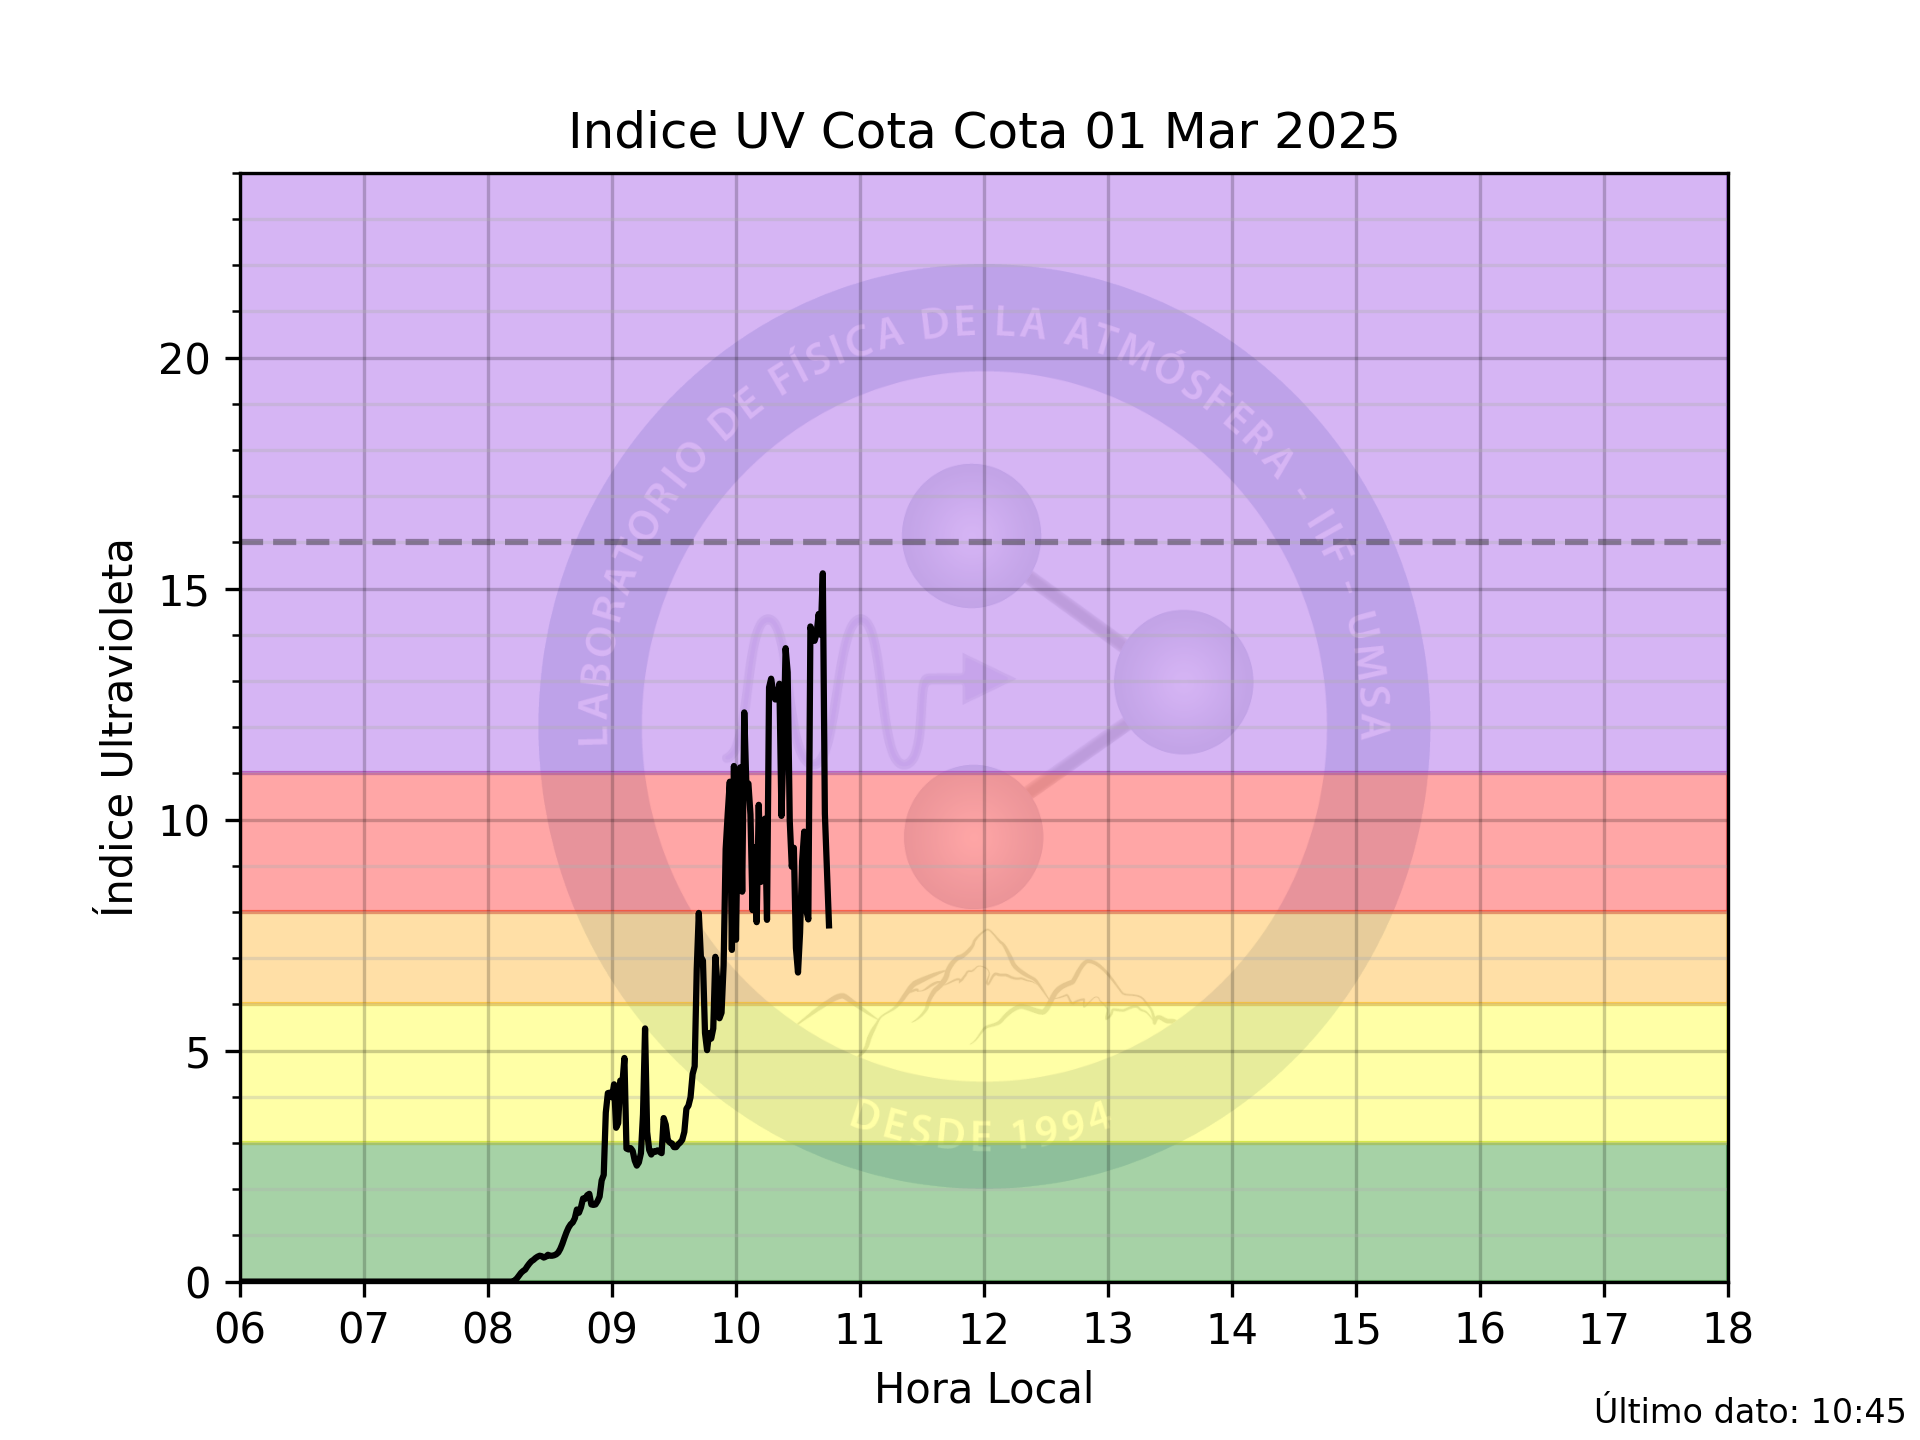 Indice UV Cota Cota 01 Mar 2025
Índice Ultravioleta
20
15
10
5
0
LABORATORIO DE FÍSICA DE LA ATMÓSFERA - IIF - UMSA
DESDE 1994
06 07 08 09 10 11 12 13 14 15 16 17 18
Hora Local
Último dato: 10:45